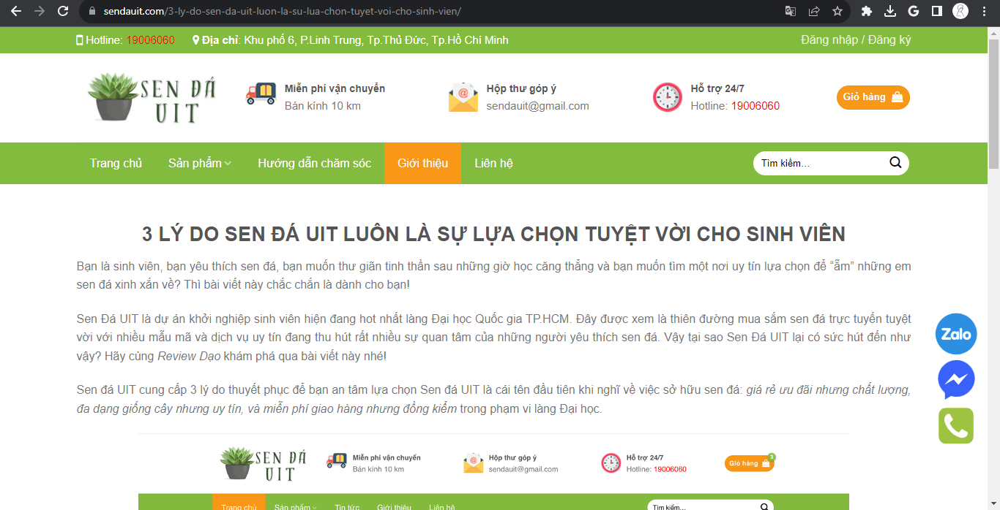 sendauit.com/3-ly-do-sen-da-uit-luon-la-su-lua-chon-tuyet-voi-cho-sinh-vien/
Hotline: 19006060 Địa chỉ: Khu phố 6, P.Linh Trung, Tp.Thủ Đức, Tp.Hồ Chí Minh Đăng nhập / Đăng ký
SEN ĐÁ
UIT
Miễn phí vận chuyển
Bán kính 10 km
Hộp thư góp ý
sendauit@gmail.com
Hỗ trợ 24/7
Hotline: 19006060
Giỏ hàng
Trang chủ Sản phẩm Hướng dẫn chăm sóc Giới thiệu Liên hệ Tìm kiếm...
3 LÝ DO SEN ĐÁ UIT LUÔN LÀ SỰ LỰA CHỌN TUYỆT VỜI CHO SINH VIÊN
Bạn là sinh viên, bạn yêu thích sen đá, bạn muốn thư giãn tinh thần sau những giờ học căng thẳng và bạn muốn tìm một nơi uy tín lựa chọn để “ẵm” những em
sen đá xinh xắn về? Thì bài viết này chắc chắn là dành cho bạn!
Sen Đá UIT là dự án khởi nghiệp sinh viên hiện đang hot nhất làng Đại học Quốc gia TP.HCM. Đây được xem là thiên đường mua sắm sen đá trực tuyến tuyệt
vời với nhiều mẫu mã và dịch vụ uy tín đang thu hút rất nhiều sự quan tâm của những người yêu thích sen đá. Vậy tại sao Sen Đá UIT lại có sức hút đến như
vậy? Hãy cùng Review Dạo khám phá qua bài viết này nhé!
Sen đá UIT cung cấp 3 lý do thuyết phục để bạn an tâm lựa chọn Sen đá UIT là cái tên đầu tiên khi nghĩ về việc sở hữu sen đá: giá rẻ ưu đãi nhưng chất lượng,
đa dạng giống cây nhưng uy tín, và miễn phí giao hàng nhưng đồng kiểm trong phạm vi làng Đại học.
Zalo
SEN ĐÁ
UIT
Miễn phí vận chuyển
Bán kính 10 km
Hộp thư góp ý
sendauit@gmail.com
Hỗ trợ 24/7
Hotline: 19006060
Giỏ hàng 3
Trang chủ Sản phẩm Tin tức Giới thiệu Liên hệ Tìm kiếm...